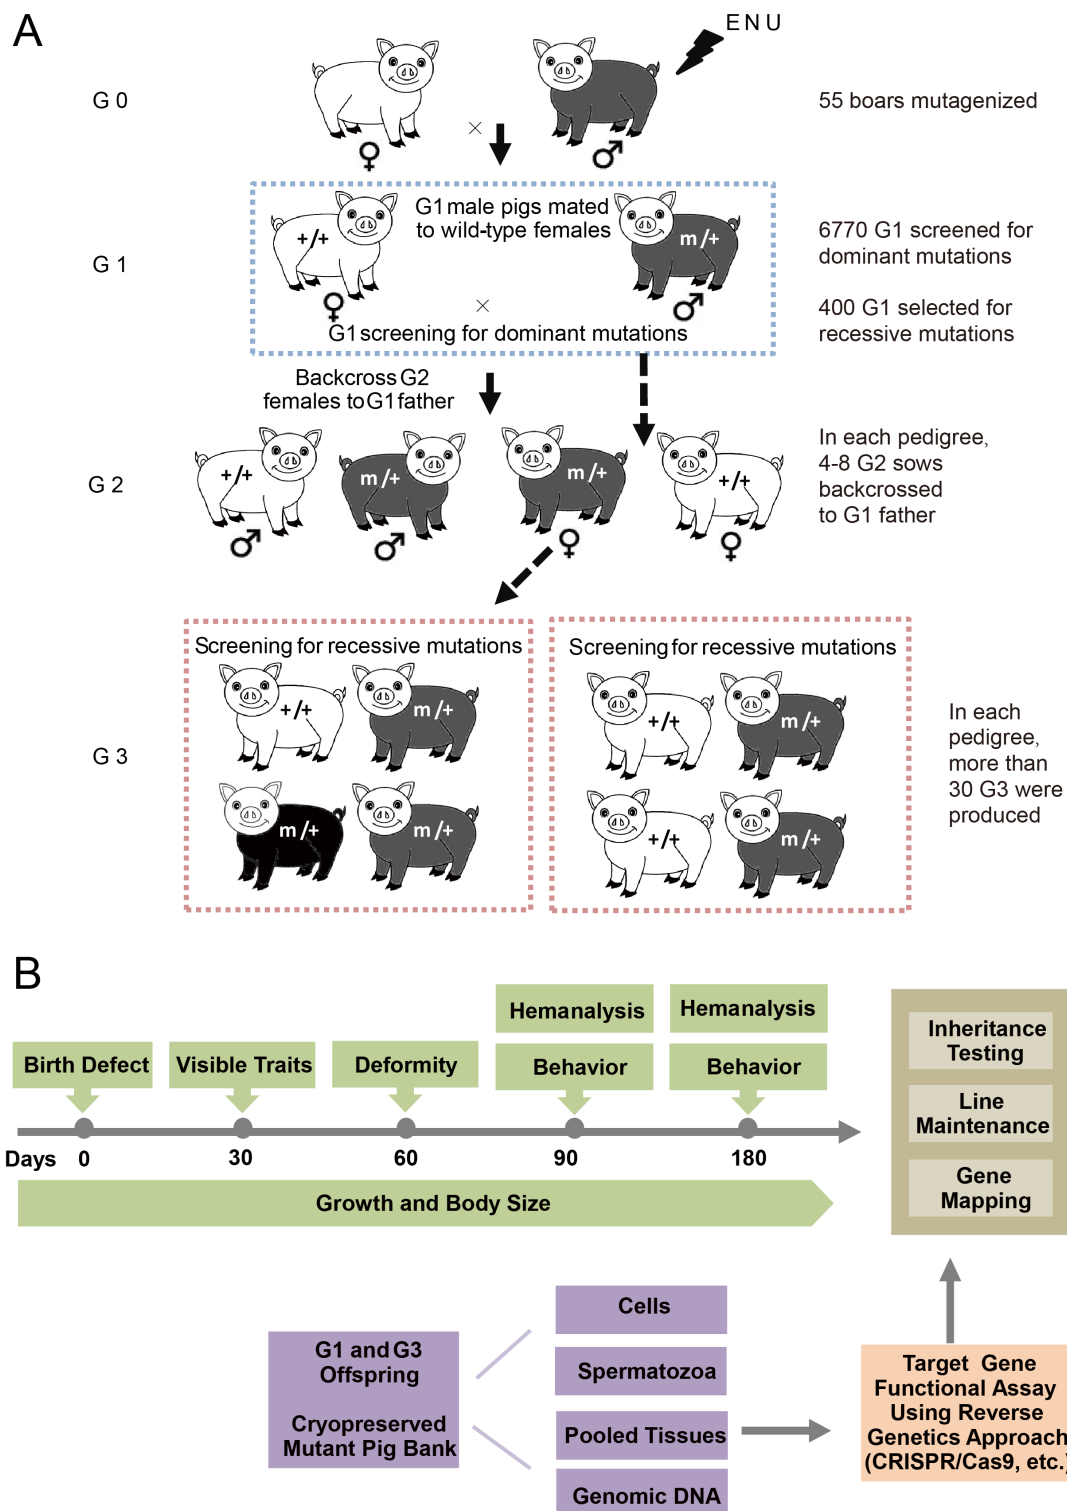 A
ENU
G 0
55 boars mutagenized
×
♀
♂
G1 male pigs mated
to wild-type females
+/+
m/+
G 1
6770 G1 screened for
dominant mutations
♀
×
♂
400 G1 selected for
recessive mutations
G1 screening for dominant mutations
Backcross G2
females to G1 father
G 2
+/+
m/+
m/+
+/+
♂
♂
♀
♀
In each pedigree,
4-8 G2 sows
backcrossed
to G1 father
Screening for recessive mutations
Screening for recessive mutations
G 3
+/+
m/+
+/+
m/+
m/+
m/+
+/+
m/+
In each
pedigree,
more than
30 G3 were
produced
B
Hemanalysis
Hemanalysis
Birth Defect
Visible Traits
Deformity
Behavior
Behavior
Days
0
30
60
90
180
Growth and Body Size
Inheritance
Testing
Line
Maintenance
Gene
Mapping
G1 and G3
Offspring
Cryopreserved
Mutant Pig Bank
Cells
Spermatozoa
Pooled Tissues
Genomic DNA
Target Gene
Functional Assay
Using Reverse
Genetics Approach
(CRISPR/Cas9, etc.)